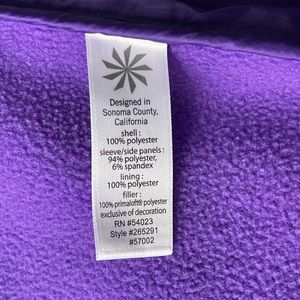 Designed in
Sonoma County,
California
shell :
100% polyester
sleeve/side panels :
94% polyester,
6% spandex
lining :
100% polyester
filler :
100% primaloft® polyester
exclusive of decoration
RN #54023
Style #265291
#57002